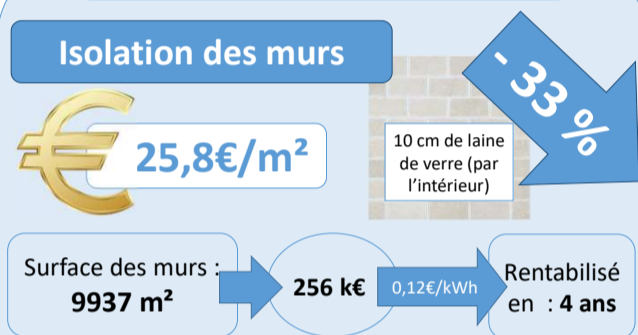 Isolation des murs
- 33 %
25,8€/m²
10 cm de laine
de verre (par
l'intérieur)
Surface des murs :
9937 m²
256 k€
0,12€/kWh
Rentabilisé
en : 4 ans